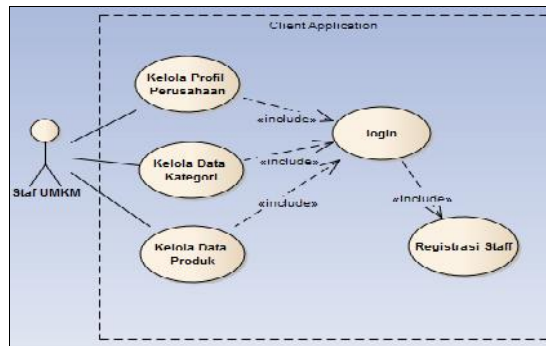 Client Application
Kelola Profil
Perusahaan
«include»
login
Staf UMKM
Kelola Data
Kategori
«include»
«include»
«include»
Kelola Data
Produk
Registrasi Staff